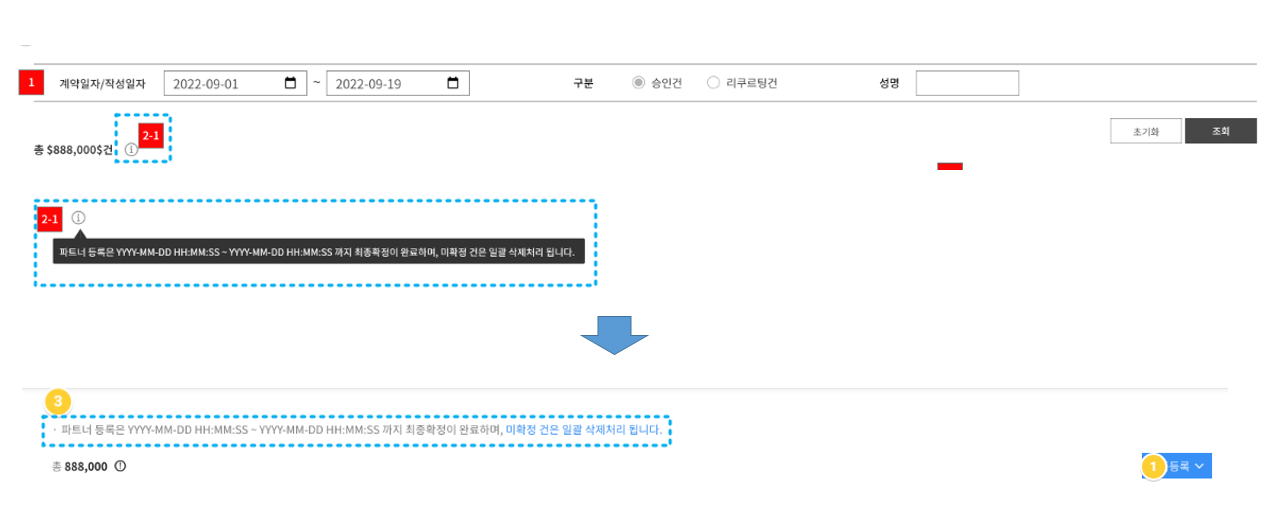 1 계약일자/작성일자 2022-09-01 ~ 2022-09-19 구분 승인건 리쿠르팅건 성명
2-1
초기화 조회
총 $888,000$건
2-1
파트너 등록은 YYYY-MM-DD HH:MM:SS ~ YYYY-MM-DD HH:MM:SS 까지 최종확정이 완료하며, 미확정 건은 일괄 삭제처리 됩니다.
3
· 파트너 등록은 YYYY-MM-DD HH:MM:SS ~ YYYY-MM-DD HH:MM:SS 까지 최종확정이 완료하며, 미확정 건은 일괄 삭제처리 됩니다.
총 888,000
1 등록